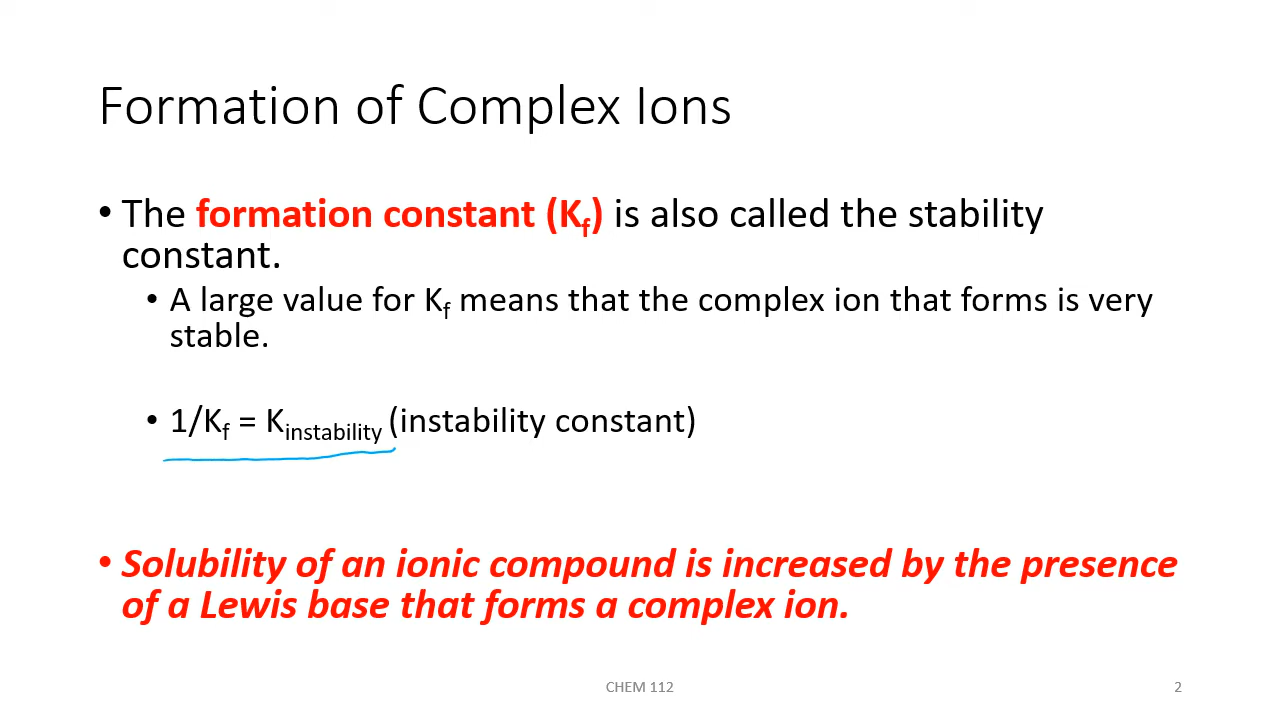 Formation of Complex Ions
• The formation constant (Kf) is also called the stability
constant.
• A large value for Kf means that the complex ion that forms is very
stable.
• 1/Kf = Kinstability (instability constant)
• Solubility of an ionic compound is increased by the presence
of a Lewis base that forms a complex ion.
CHEM 112
2